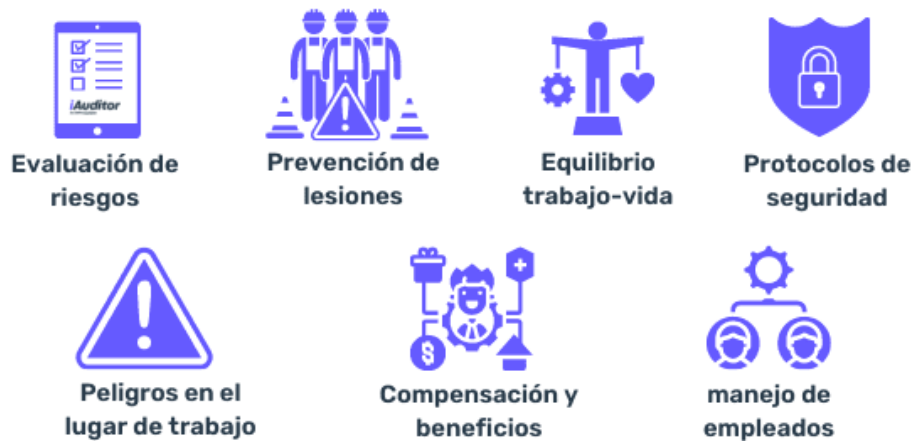 iAuditor
Evaluación de
riesgos
Prevención de
lesiones
Equilibrio
trabajo-vida
Protocolos de
seguridad
Peligros en el
lugar de trabajo
$
Compensación y
beneficios
manejo de
empleados